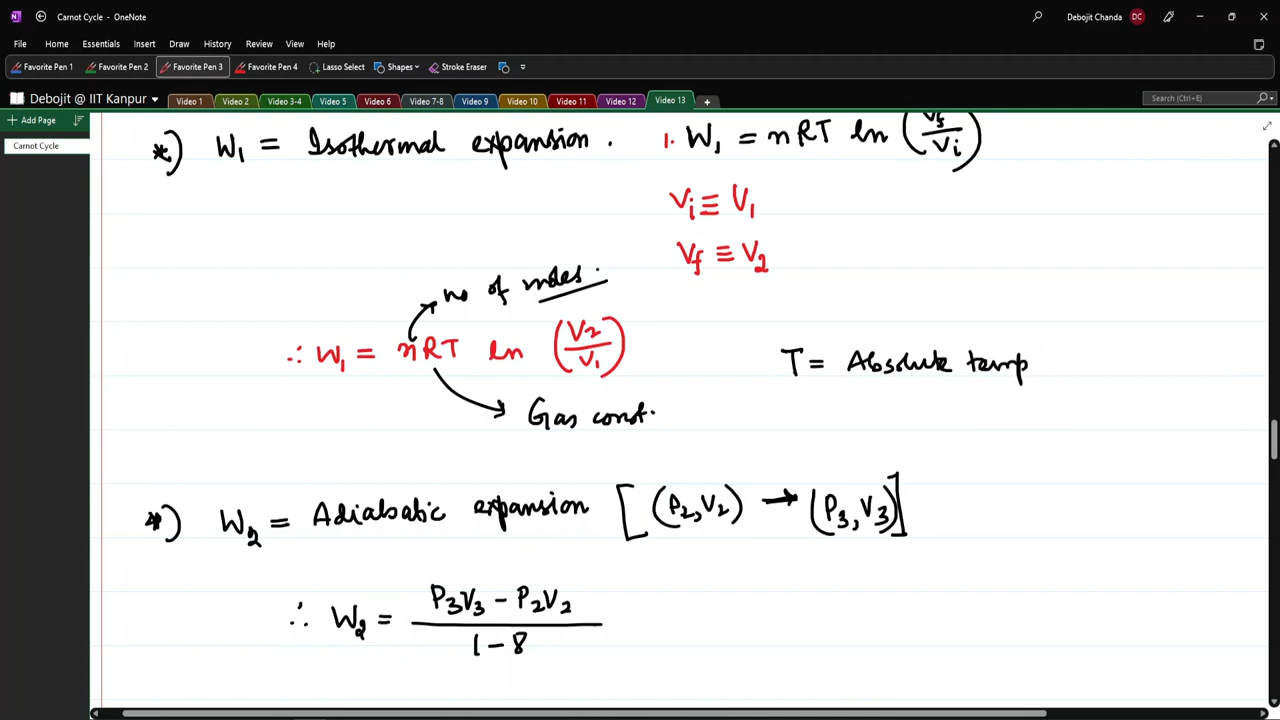 Carnot Cycle - OneNote
Debojit Chanda DC
File Home Essentials Insert Draw History Review View Help
Favorite Pen 1 Favorite Pen 2 Favorite Pen 3 Favorite Pen 4 Lasso Select Shapes Stroke Eraser
Debojit @ IIT Kanpur Video 1 Video 2 Video 3-4 Video 5 Video 6 Video 7-8 Video 9 Video 10 Video 11 Video 12 Video 13 + Search (Ctrl+E)
+ Add Page
Carnot Cycle
*) W₁ = Isothermal expansion. 1. W₁ = nRT ln (Vf/Vi)
Vi ≡ V₁
Vf ≡ V₂
no of moles.
∴ W₁ = nRT ln (V₂/V₁)
T = Absolute temp
Gas const.
*) W₂ = Adiabatic expansion [(P₂,V₂) → (P₃,V₃)]
∴ W₂ = P₃V₃ - P₂V₂
1 - γ